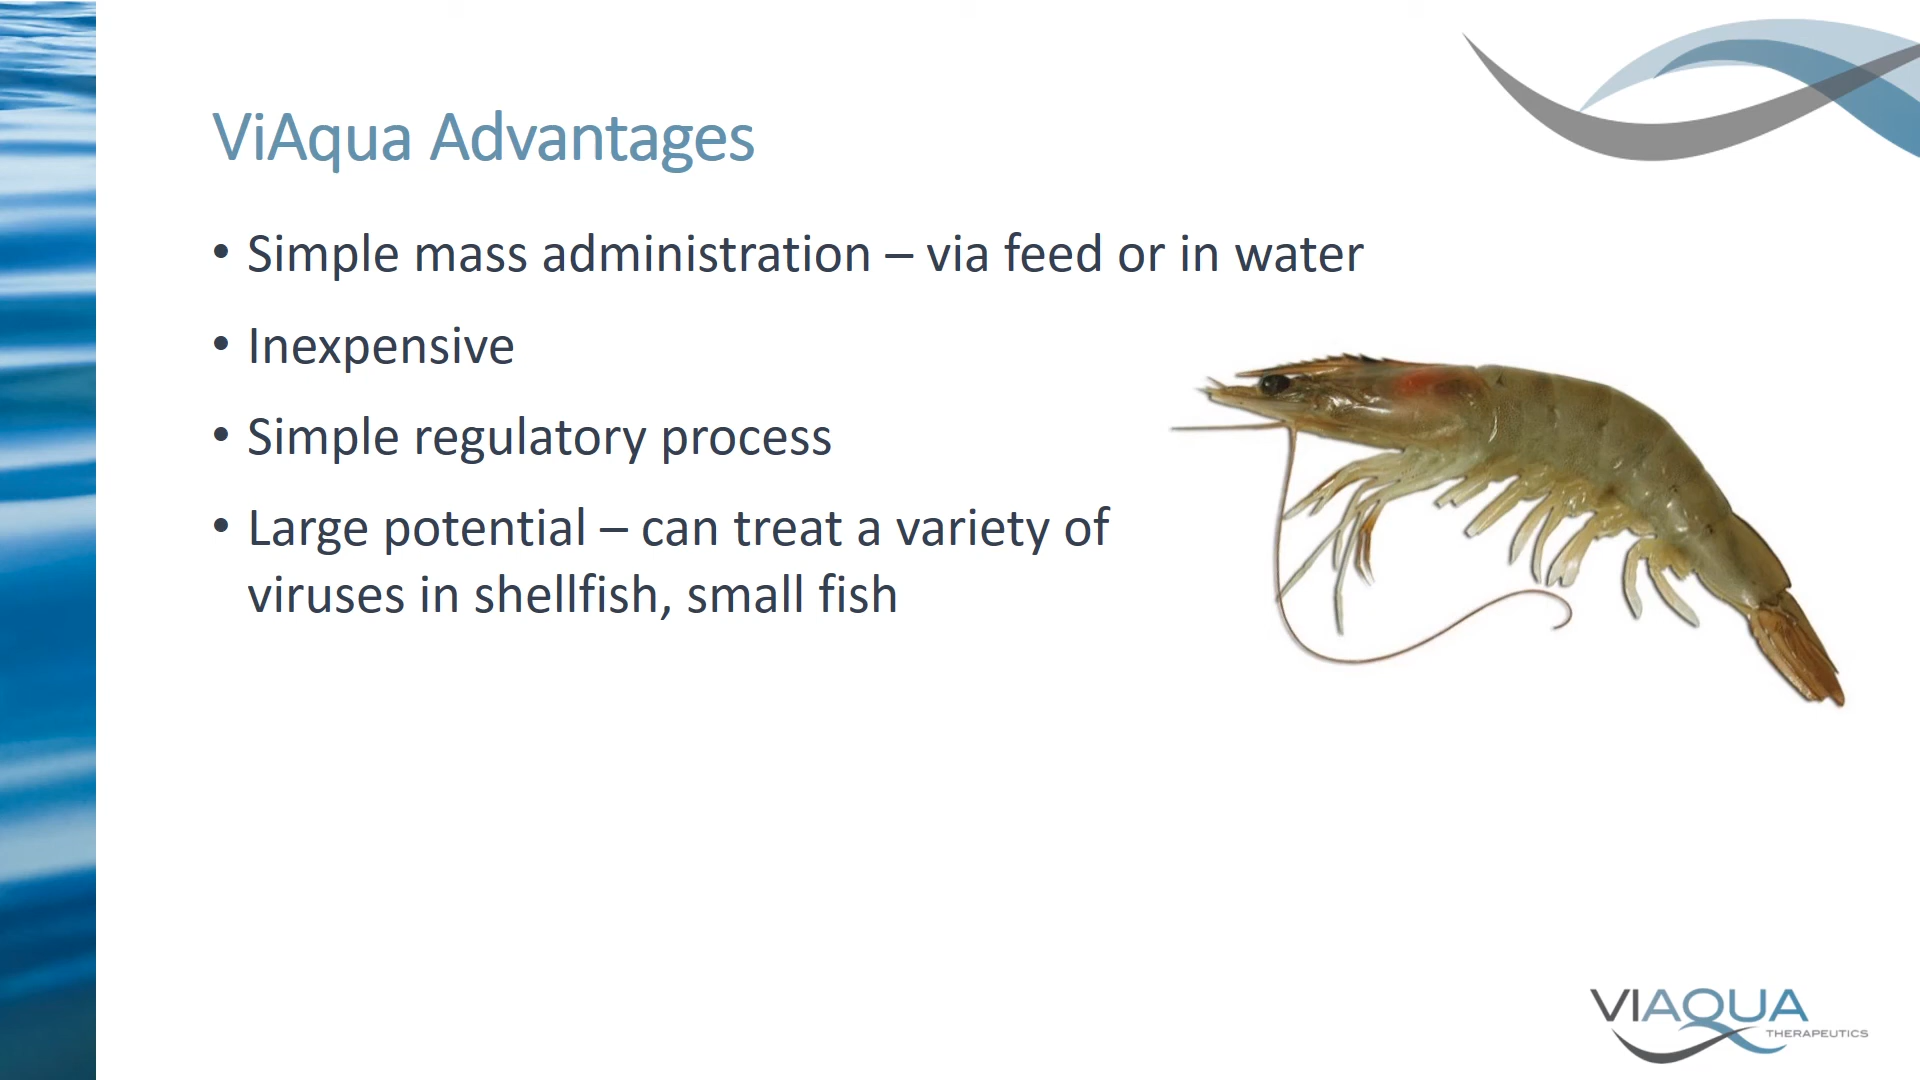 ViAqua Advantages
• Simple mass administration – via feed or in water
• Inexpensive
• Simple regulatory process
• Large potential – can treat a variety of
viruses in shellfish, small fish
VIAQUA
THERAPEUTICS